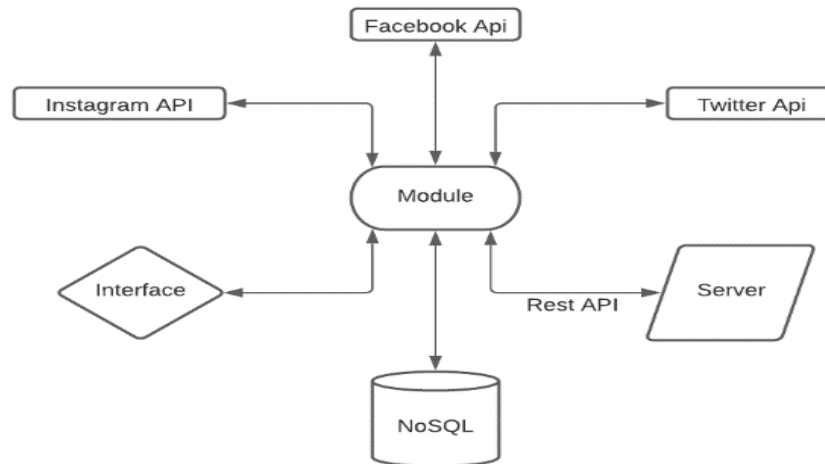 Facebook Api
Instagram API
Twitter Api
Module
Interface
Server
Rest API
NoSQL